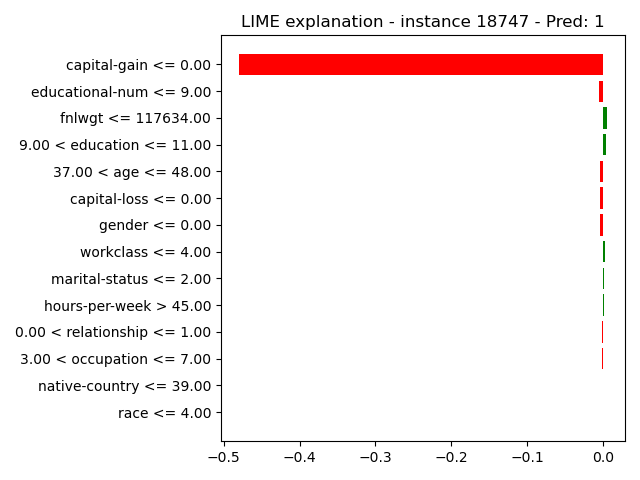 LIME explanation - instance 18747 - Pred: 1
capital-gain <= 0.00
educational-num <= 9.00
fnlwgt <= 117634.00
9.00 < education <= 11.00
37.00 < age <= 48.00
capital-loss <= 0.00
gender <= 0.00
workclass <= 4.00
marital-status <= 2.00
hours-per-week > 45.00
0.00 < relationship <= 1.00
3.00 < occupation <= 7.00
native-country <= 39.00
race <= 4.00
−0.5 −0.4 −0.3 −0.2 −0.1 0.0